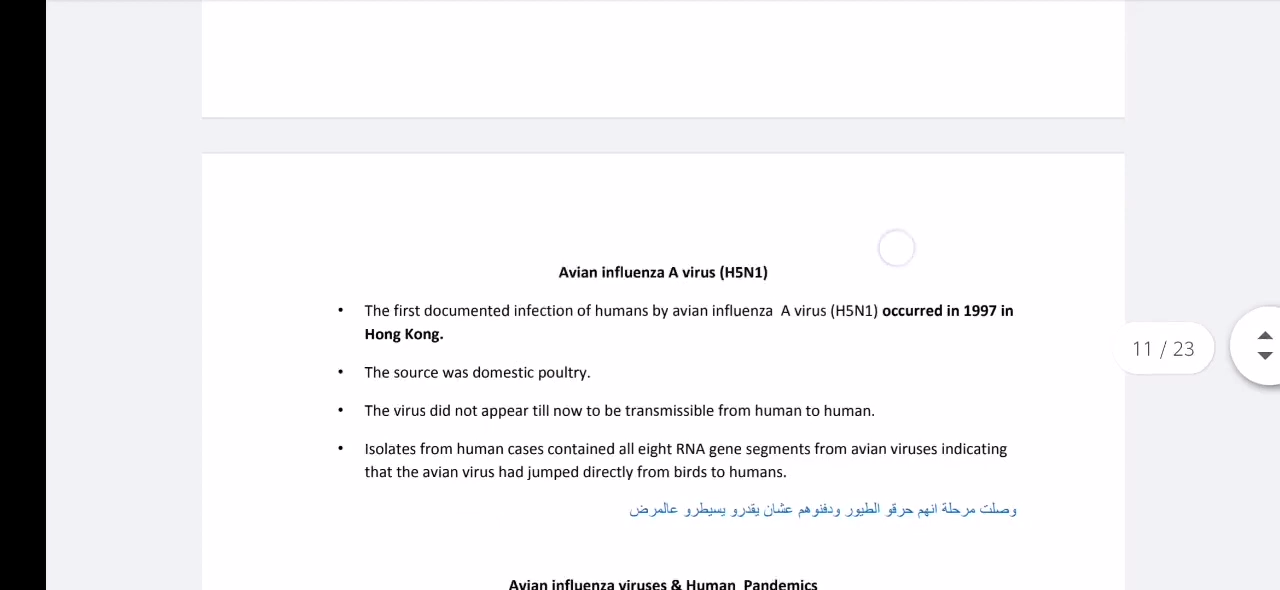 Avian influenza A virus (H5N1)
• The first documented infection of humans by avian influenza A virus (H5N1) occurred in 1997 in
Hong Kong.
11 / 23
• The source was domestic poultry.
• The virus did not appear till now to be transmissible from human to human.
• Isolates from human cases contained all eight RNA gene segments from avian viruses indicating
that the avian virus had jumped directly from birds to humans.
وصلت مرحلة انهم حرقو الطيور ودفنوهم عشان يقدرو يسيطرو عالمرض
Avian influenza viruses & Human Pandemics